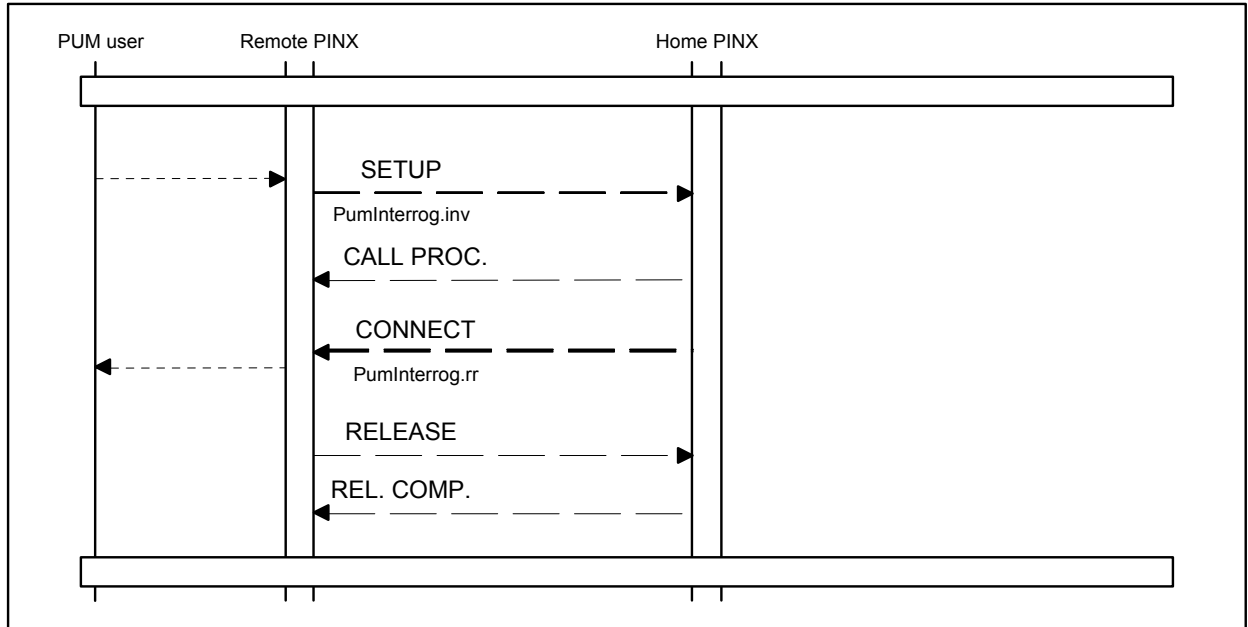 PUM user Remote PINX Home PINX
SETUP
PumInterrog.inv
CALL PROC.
CONNECT
PumInterrog.rr
RELEASE
REL. COMP.